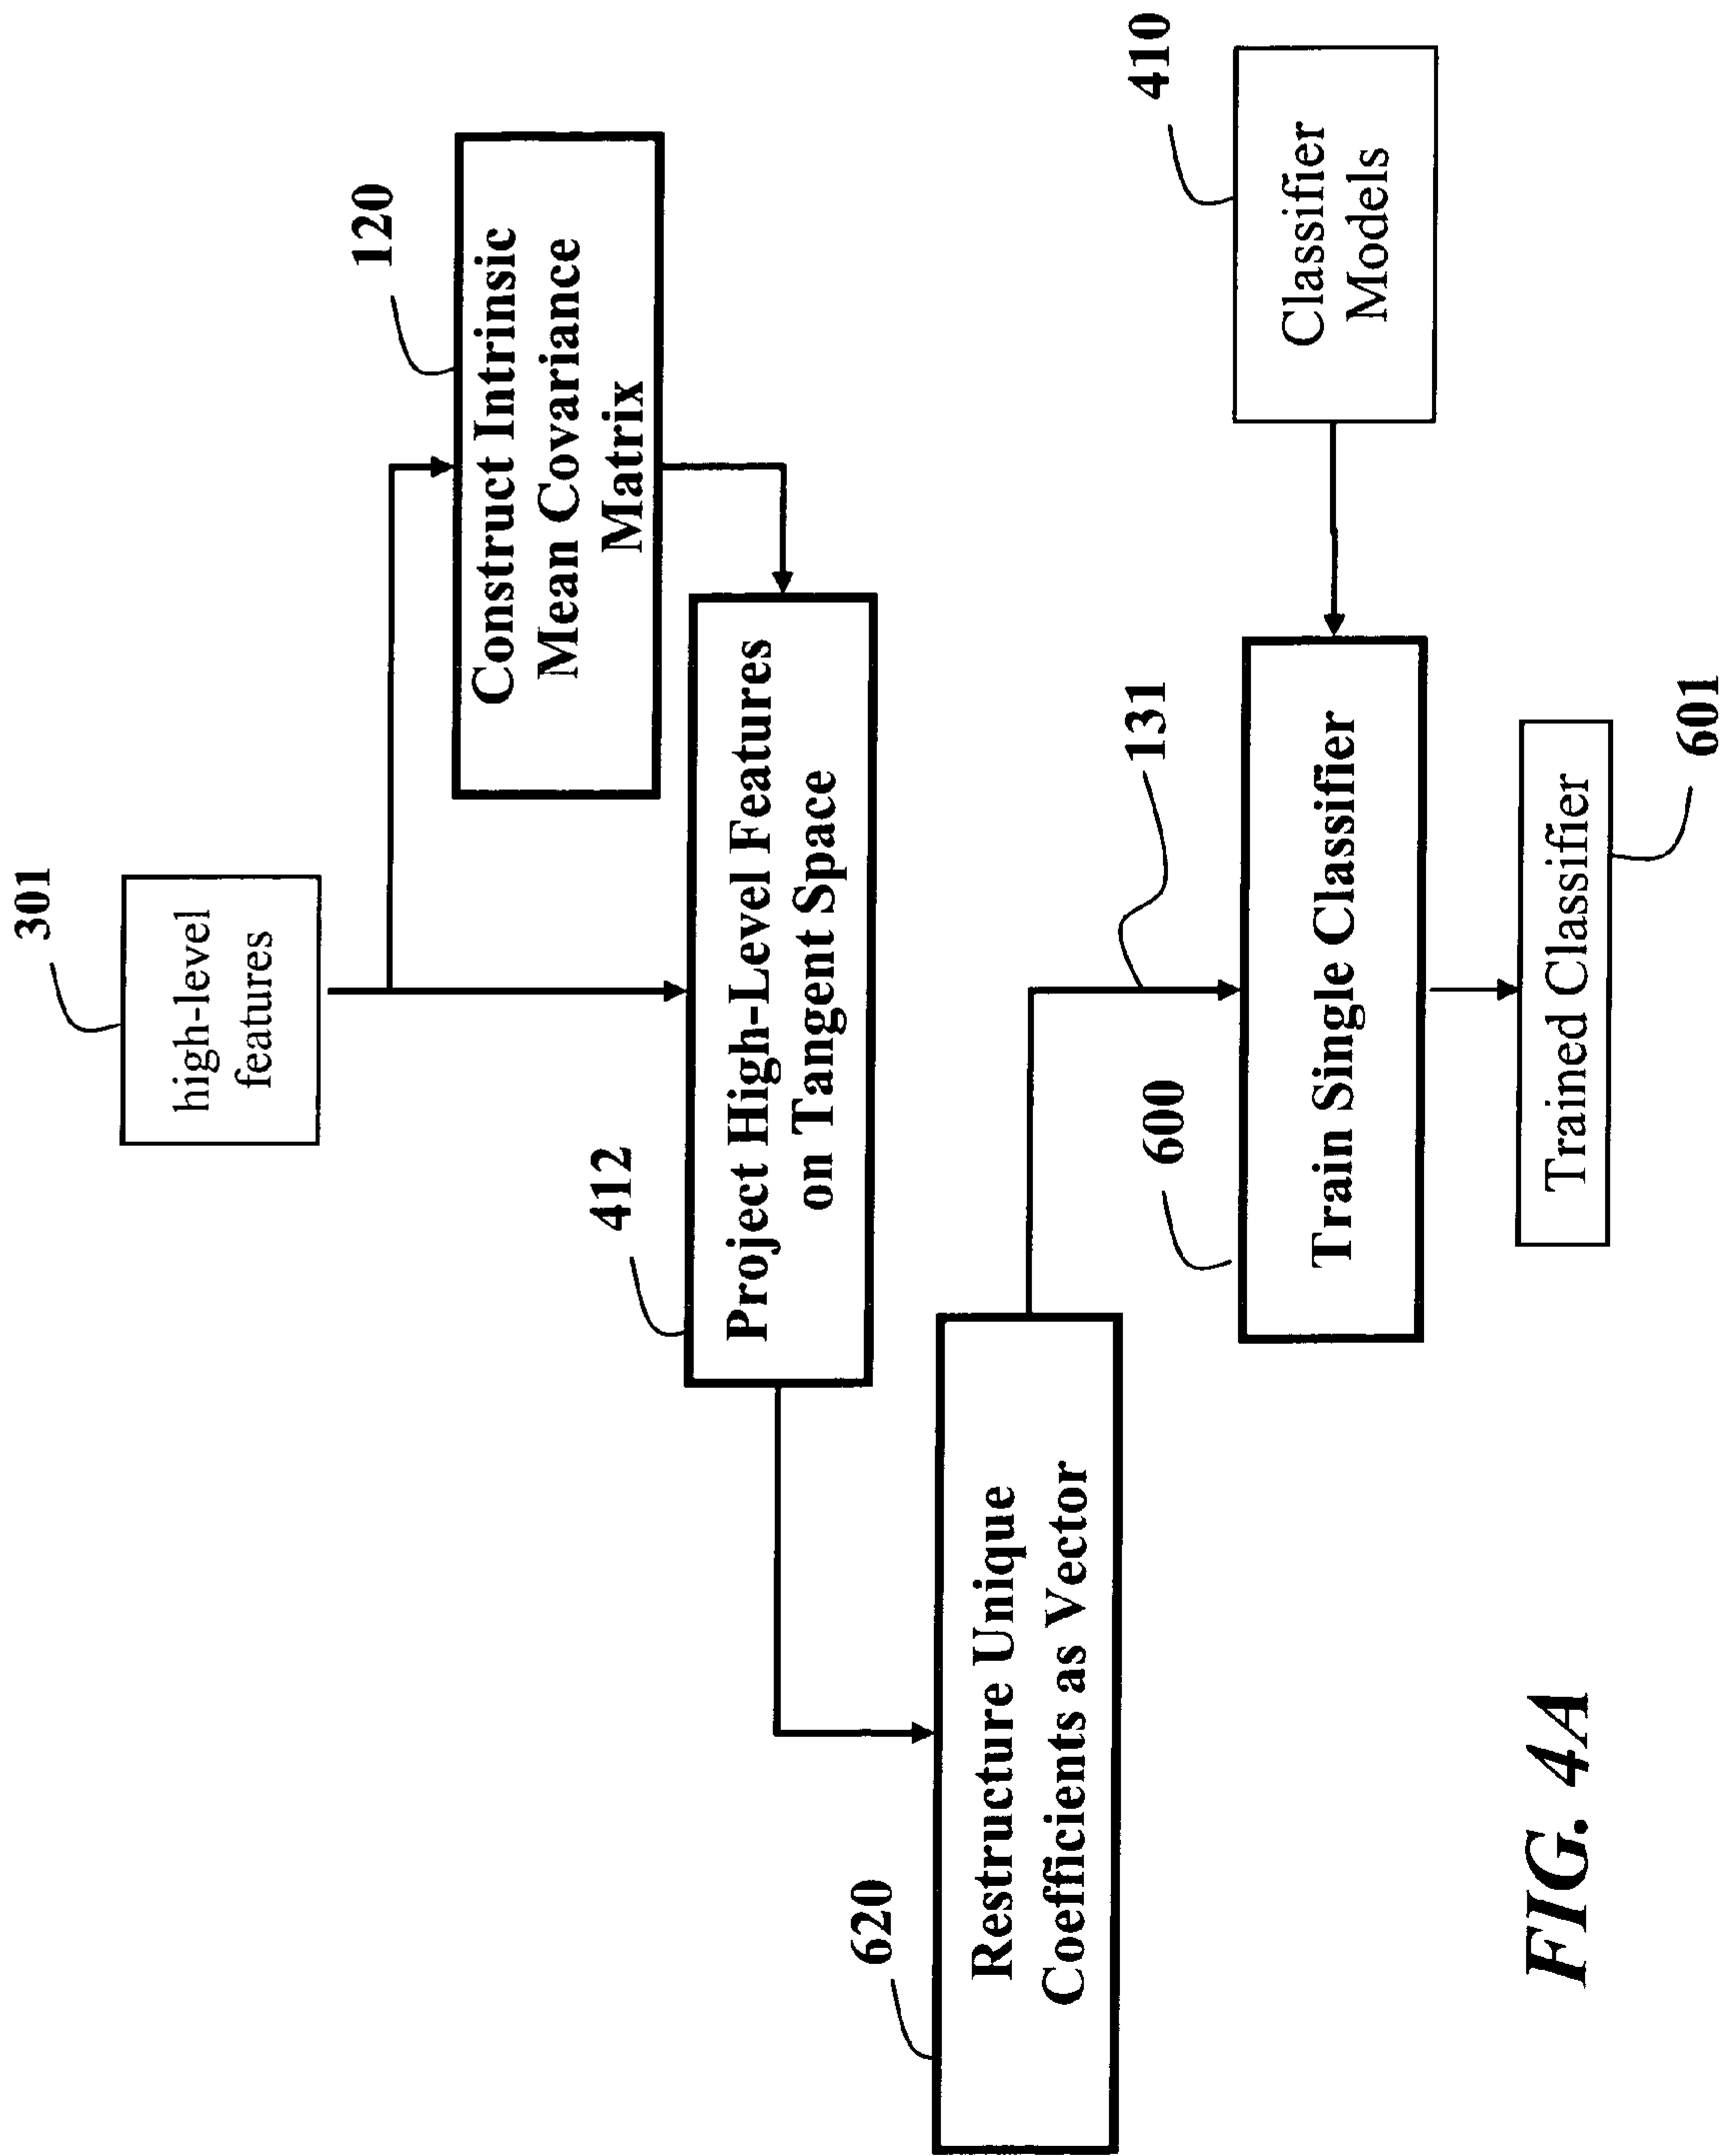 301
high-level
features
120
Construct Intrinsic
Mean Covariance
Matrix
412
Project High-Level Features
on Tangent Space
620
Restructure Unique
Coefficients as Vector
131
600
Train Single Classifier
410
Classifier
Models
Trained Classifier
601
FIG. 4A